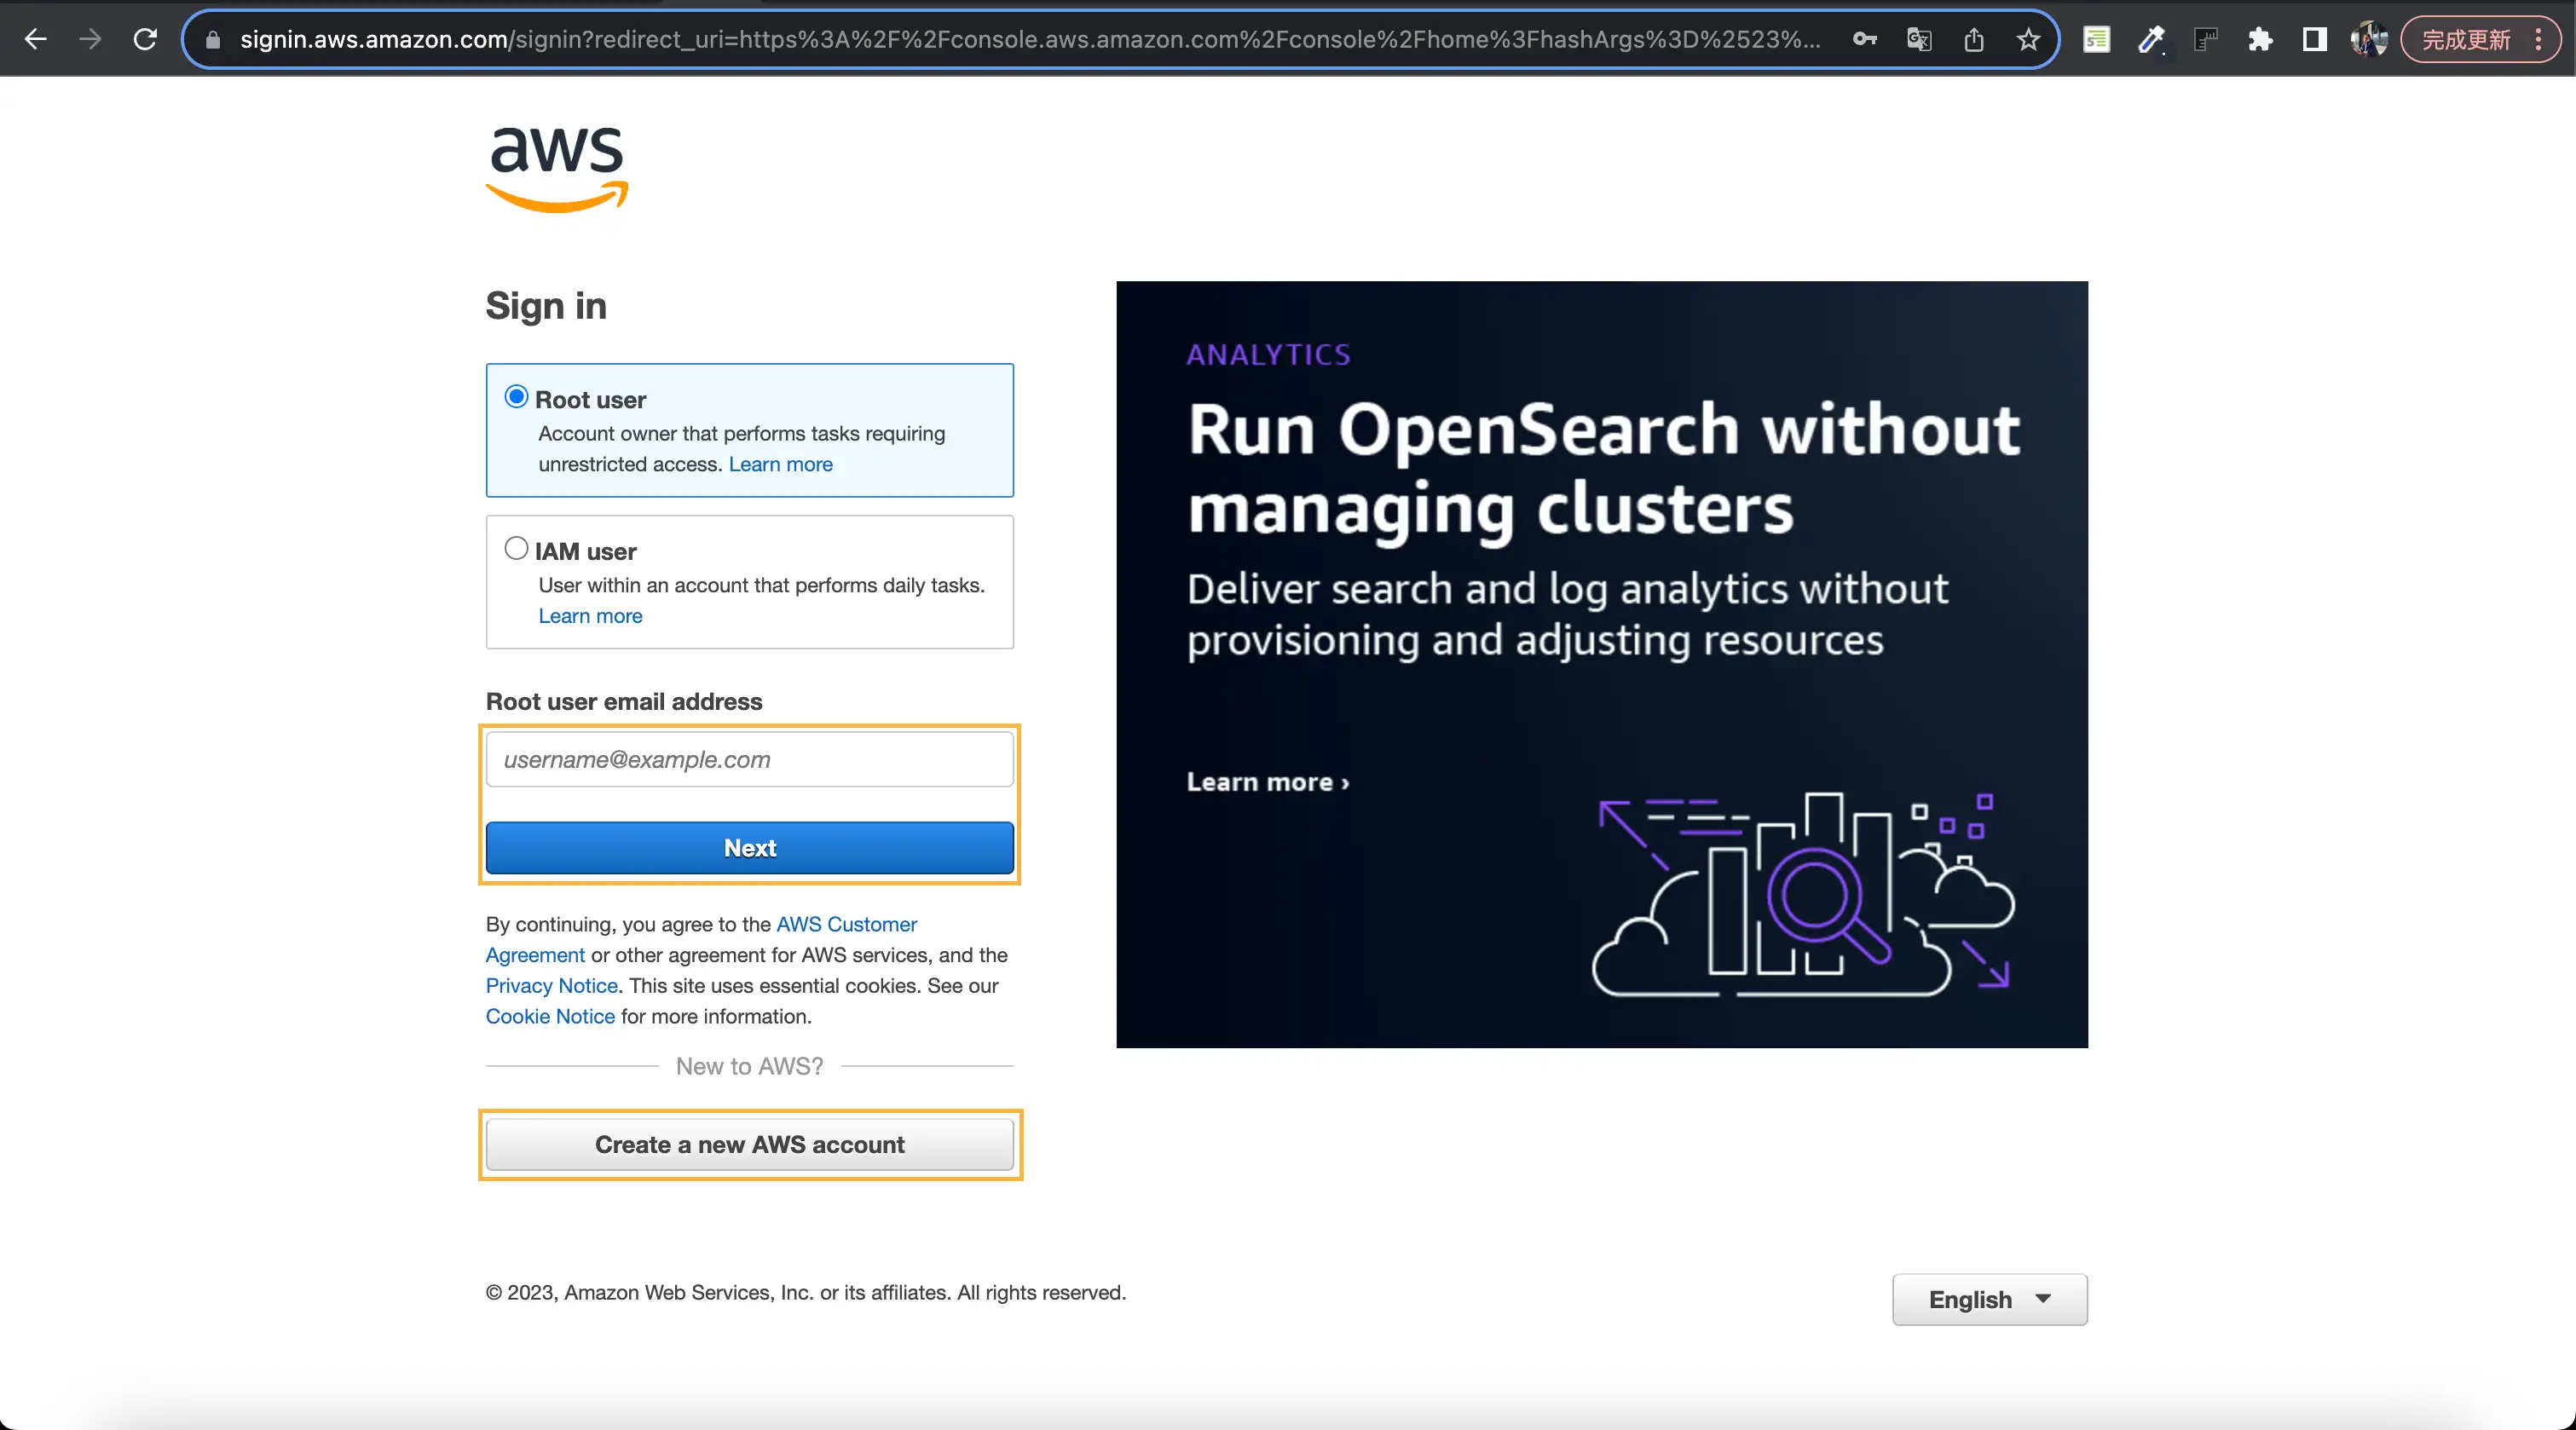 signin.aws.amazon.com/signin?redirect_uri=https%3A%2F%2Fconsole.aws.amazon.com%2Fconsole%2Fhome%3FhashArgs%3D%2523%...
完成更新
aws
Sign in
Root user
Account owner that performs tasks requiring
unrestricted access. Learn more
IAM user
User within an account that performs daily tasks.
Learn more
Root user email address
username@example.com
Next
By continuing, you agree to the AWS Customer
Agreement or other agreement for AWS services, and the
Privacy Notice. This site uses essential cookies. See our
Cookie Notice for more information.
New to AWS?
Create a new AWS account
ANALYTICS
Run OpenSearch without
managing clusters
Deliver search and log analytics without
provisioning and adjusting resources
Learn more ›
© 2023, Amazon Web Services, Inc. or its affiliates. All rights reserved.
English